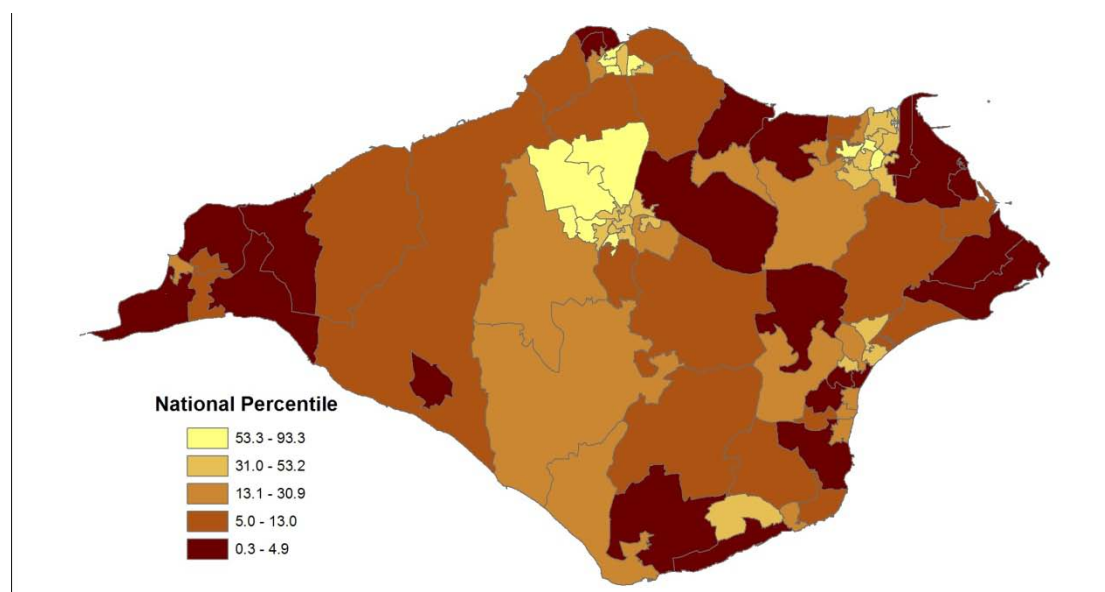 National Percentile
53.3 - 93.3
31.0 - 53.2
13.1 - 30.9
5.0 - 13.0
0.3 - 4.9